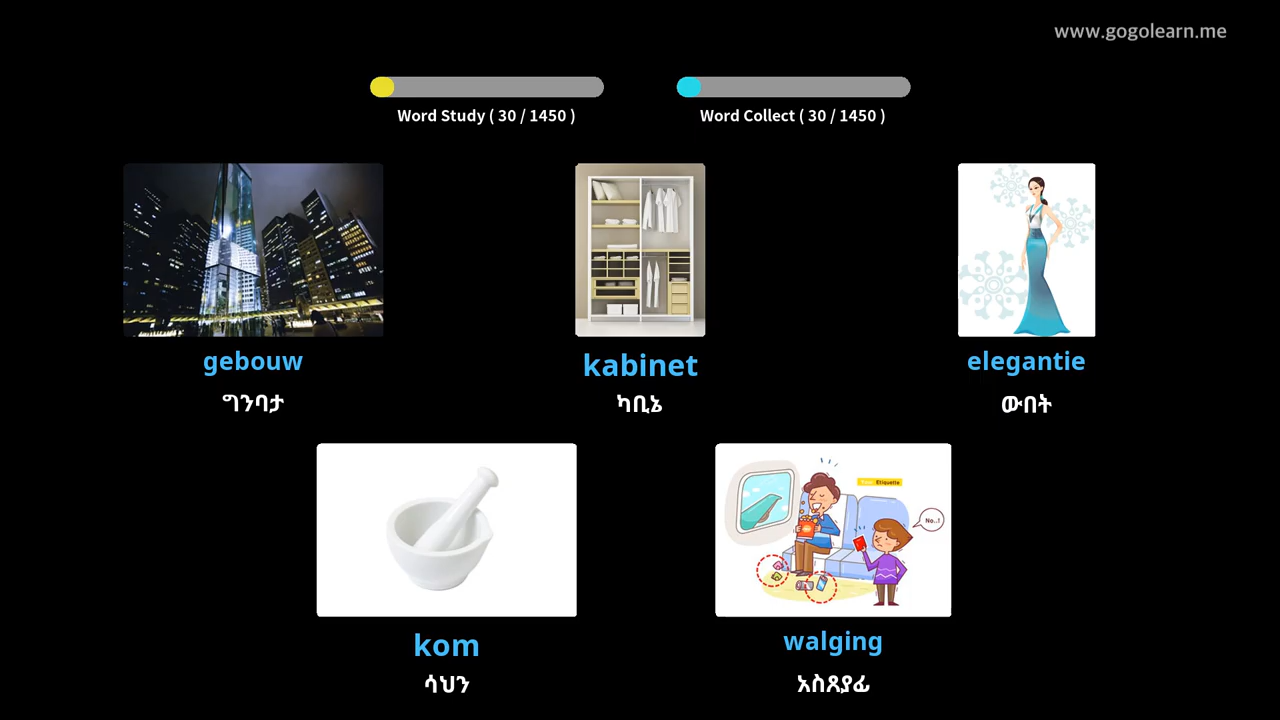 www.gogolearn.me
Word Study ( 30 / 1450 )
Word Collect ( 30 / 1450 )
gebouw
ግንባታ
kabinet
ካቢኔ
elegantie
ውበት
kom
ሳህን
Etiquette
No..!
walging
አስጸያፊ